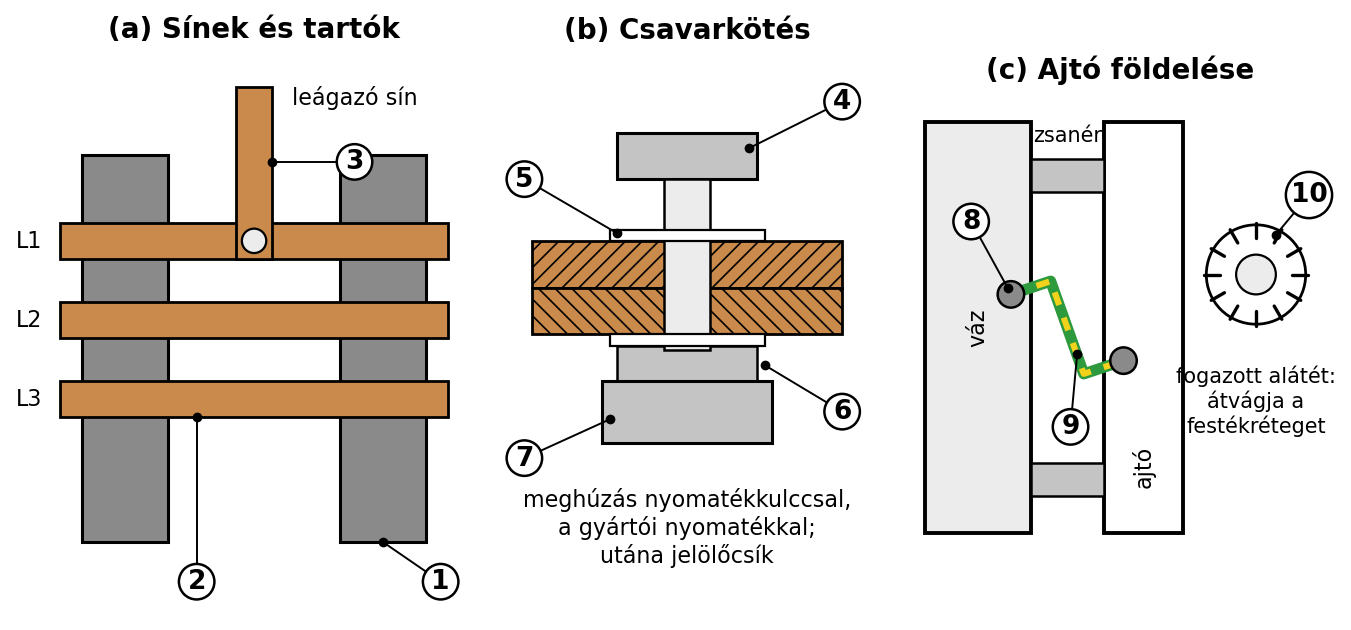 (a) Sínek és tartók
leágazó sín
3
L1
L2
L3
2
1
(b) Csavarkötés
4
5
6
7
meghúzás nyomatékkulccsal,
a gyártói nyomatékkal;
utána jelölőcsík
(c) Ajtó földelése
zsanér
8
10
váz
9
ajtó
fogazott alátét:
átvágja a
festékréteget